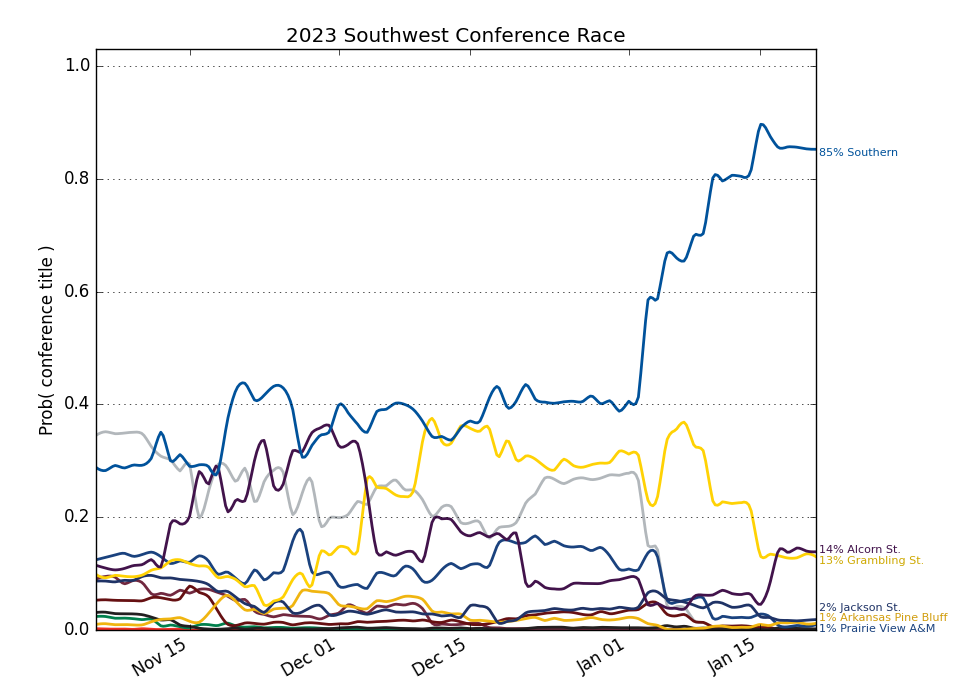 2023 Southwest Conference Race
Prob( conference title )
1.0
0.8
0.6
0.4
0.2
0.0
Nov 15
Dec 01
Dec 15
Jan 01
Jan 15
85% Southern
14% Alcorn St.
13% Grambling St.
2% Jackson St.
1% Arkansas Pine Bluff
1% Prairie View A&M